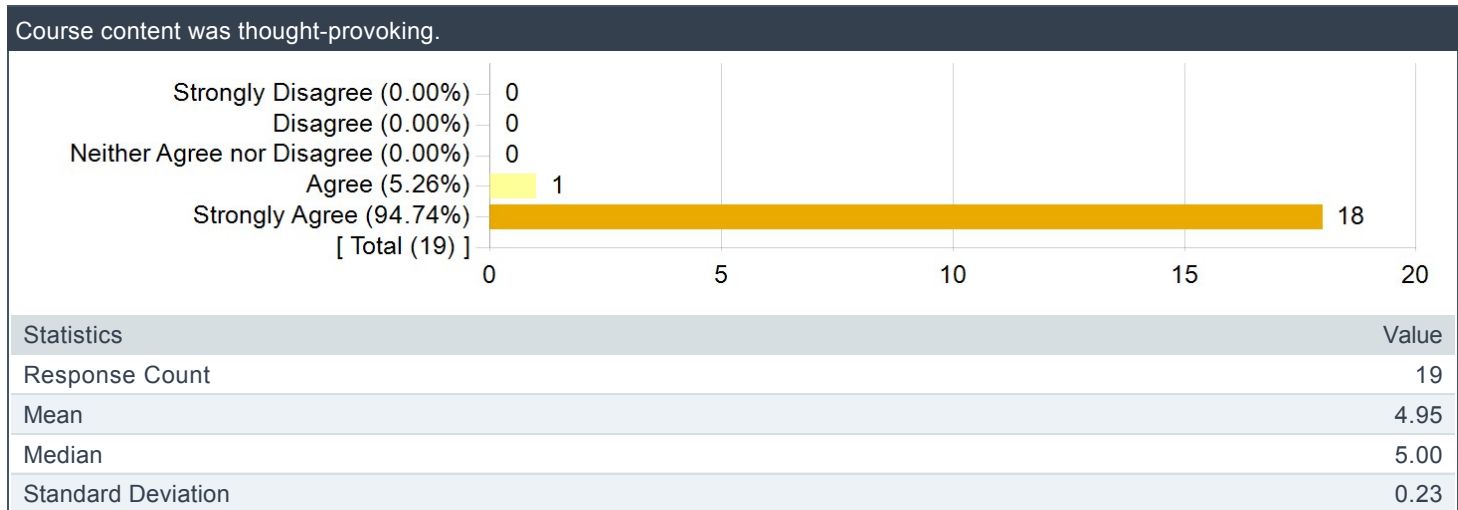 Course content was thought-provoking.
Strongly Disagree (0.00%) 0
Disagree (0.00%) 0
Neither Agree nor Disagree (0.00%) 0
Agree (5.26%) 1
Strongly Agree (94.74%) 18
[ Total (19) ]
0 5 10 15 20
Statistics Value
Response Count 19
Mean 4.95
Median 5.00
Standard Deviation 0.23